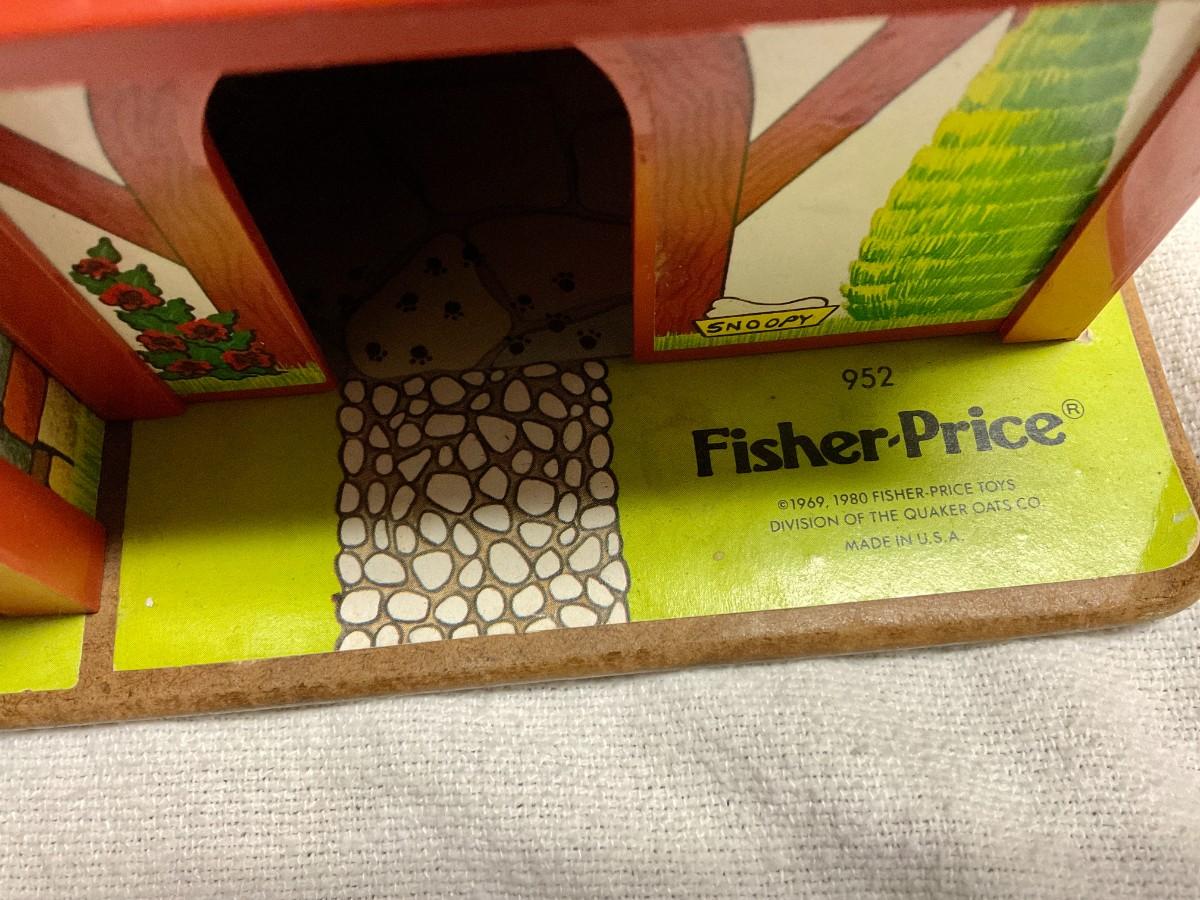 SNOOPY
952
Fisher-Price®
©1969, 1980 FISHER-PRICE TOYS
DIVISION OF THE QUAKER OATS CO.
MADE IN U.S.A.